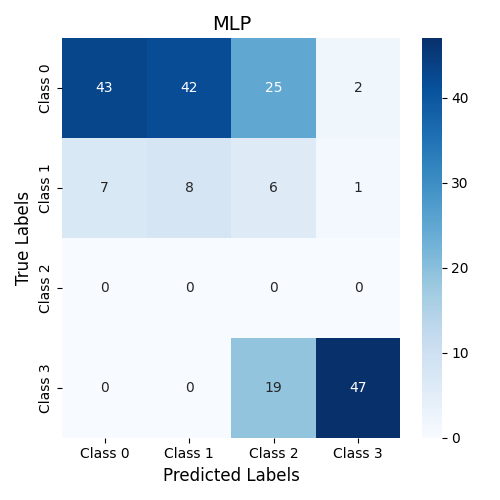 MLP
True Labels
Class 0
43 42 25 2
Class 1
7 8 6 1
Class 2
0 0 0 0
Class 3
0 0 19 47
Class 0 Class 1 Class 2 Class 3
Predicted Labels
40
30
20
10
0